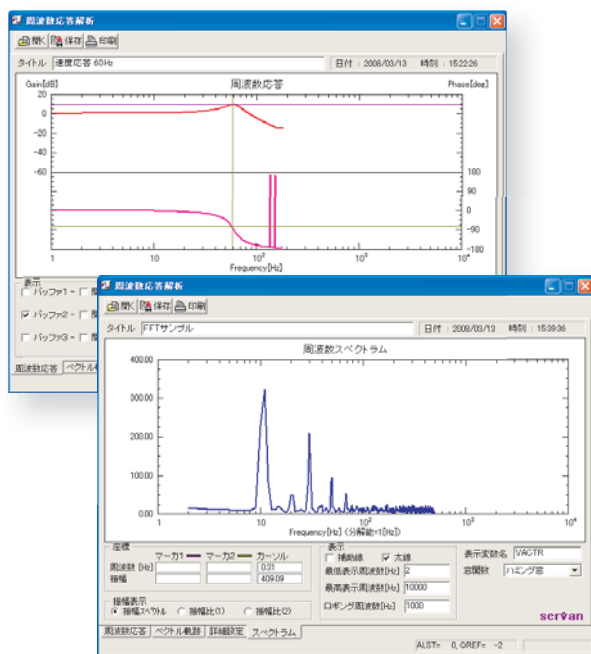 周波数応答解析
開く 保存 印刷
タイトル 速度応答 60Hz 日付 : 2008/03/13 時刻 : 15:22:26
Gain[dB] 周波数応答 Phase[deg]
20
0
-20
-40
-60
180
90
0
-90
-180
1 10 10² 10³ 10⁴
Frequency[Hz]
表示
バッファ1 -
バッファ2 -
バッファ3 -
周波数応答 ベクトル軌
周波数応答解析
開く 保存 印刷
タイトル FFTサンプル 日付 : 2008/03/13 時刻 : 15:39:36
周波数スペクトラム
400.00
300.00
200.00
100.00
0.00
1 10 10² 10³ 10⁴
Frequency[Hz] (分解能=1[Hz])
座標
マーカ1 マーカ2 カーソル
周波数 [Hz] 0.31
振幅 409.09
振幅表示
振幅スペクトル 振幅比(1) 振幅比(2)
表示
補助線 太線
最低表示周波数[Hz] 2
最高表示周波数[Hz] 10000
ロギング周波数[Hz] 1000
表示変数名 VACTR
窓関数 ハミング窓
servan
周波数応答 ベクトル軌跡 詳細設定 スペクトラム
ALST= 0, QREF= -2